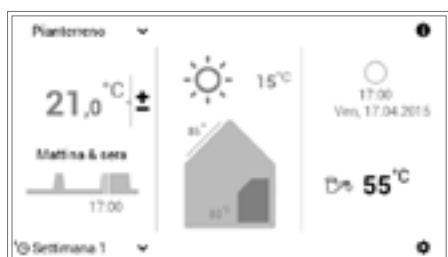 Pianterreno
21,0 °C
±
15°C
17:00
Ven, 17.04.2015
Mattina & sera
17:00
55°C
Settimana 1